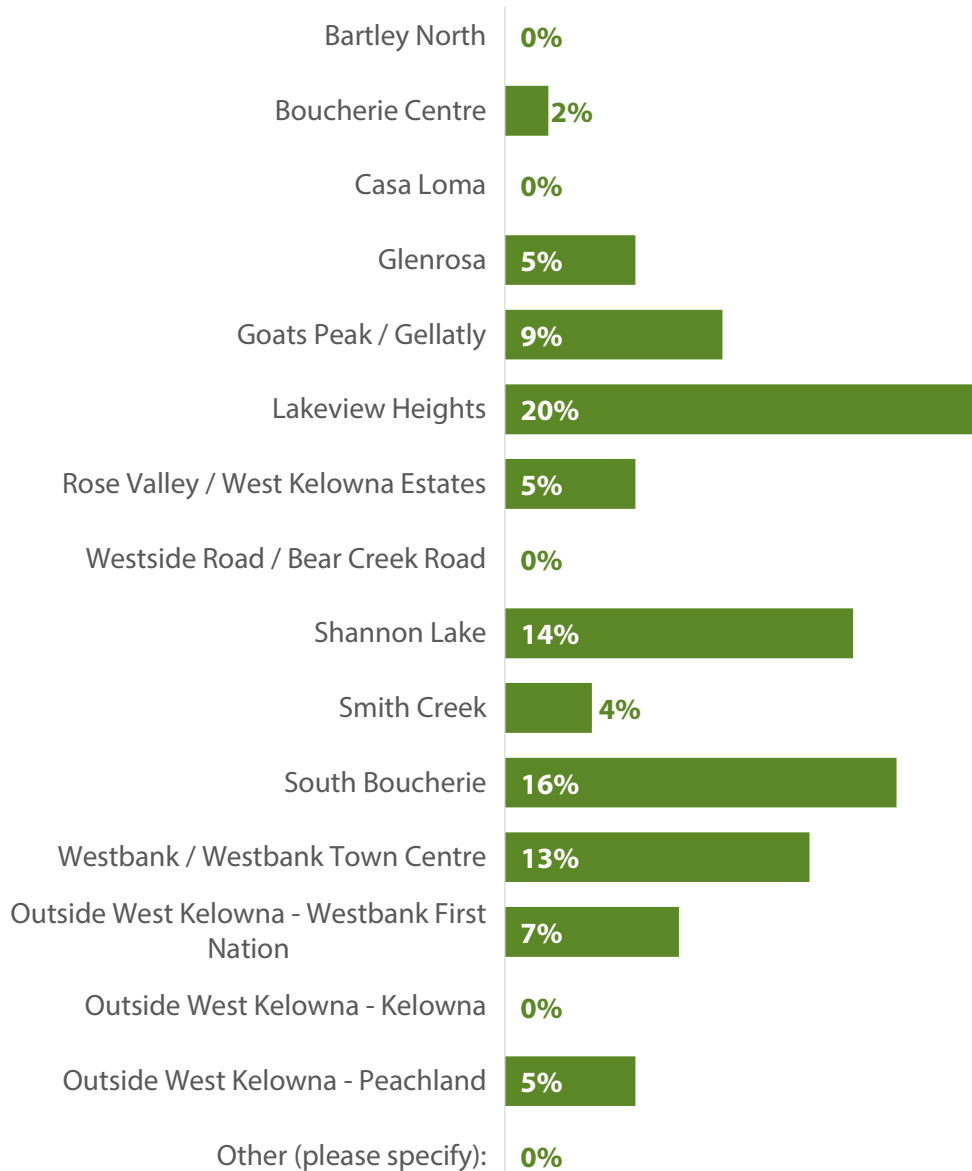 Bartley North 0%
Boucherie Centre 2%
Casa Loma 0%
Glenrosa 5%
Goats Peak / Gellatly 9%
Lakeview Heights 20%
Rose Valley / West Kelowna Estates 5%
Westside Road / Bear Creek Road 0%
Shannon Lake 14%
Smith Creek 4%
South Boucherie 16%
Westbank / Westbank Town Centre 13%
Outside West Kelowna - Westbank First
Nation 7%
Outside West Kelowna - Kelowna 0%
Outside West Kelowna - Peachland 5%
Other (please specify): 0%